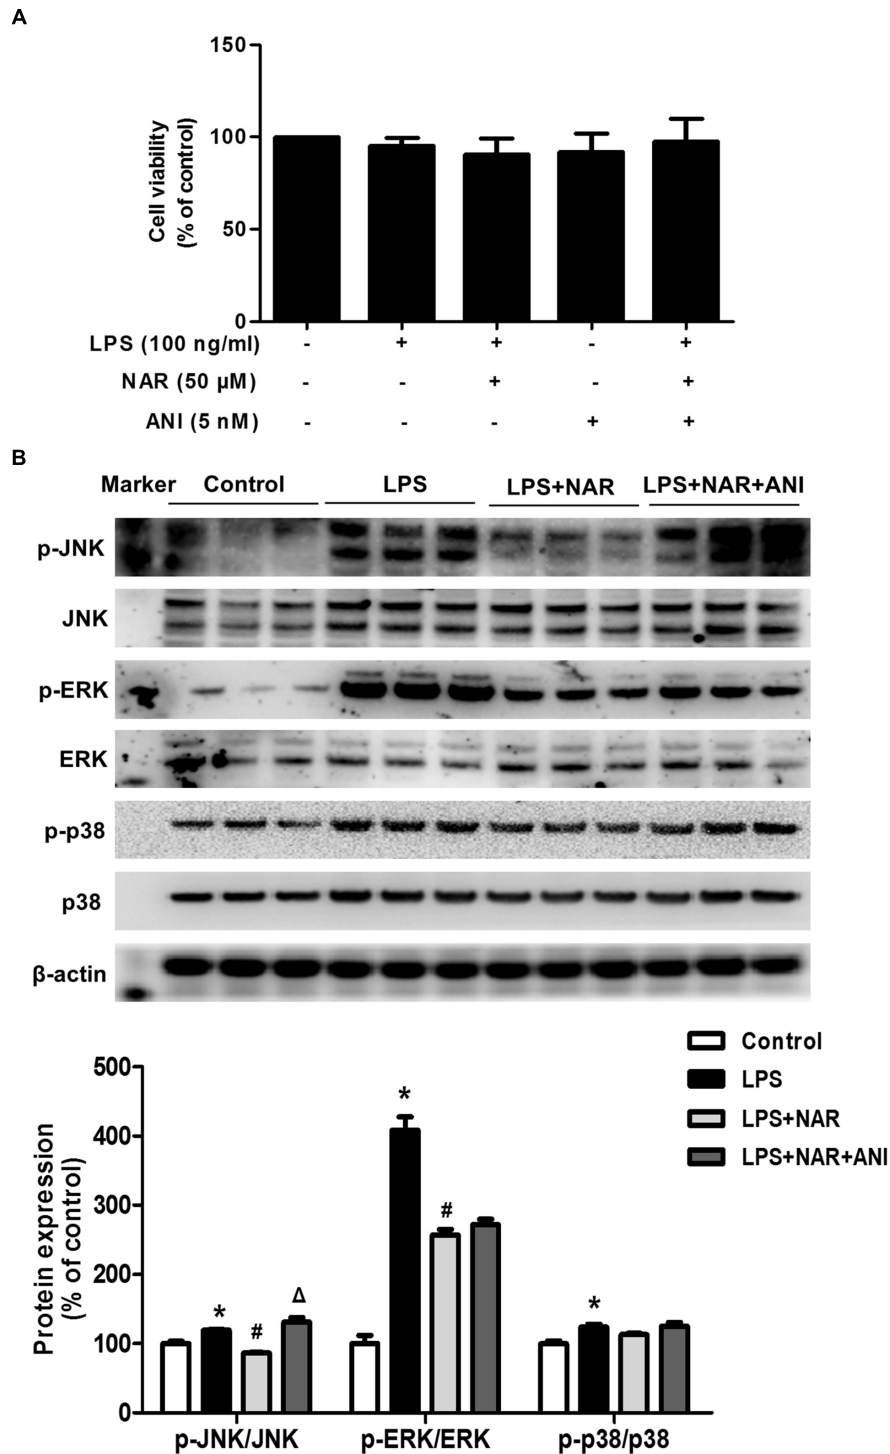 A
150
100
50
0
Cell viability
(% of control)
LPS (100 ng/ml) - + + - +
NAR (50 µM) - - + - +
ANI (5 nM) - - - + +
B
Marker Control LPS LPS+NAR LPS+NAR+ANI
p-JNK
JNK
p-ERK
ERK
p-p38
p38
β-actin
Control
LPS
LPS+NAR
LPS+NAR+ANI
500
400
300
200
100
0
Protein expression
(% of control)
* # Δ
* #
*
p-JNK/JNK p-ERK/ERK p-p38/p38